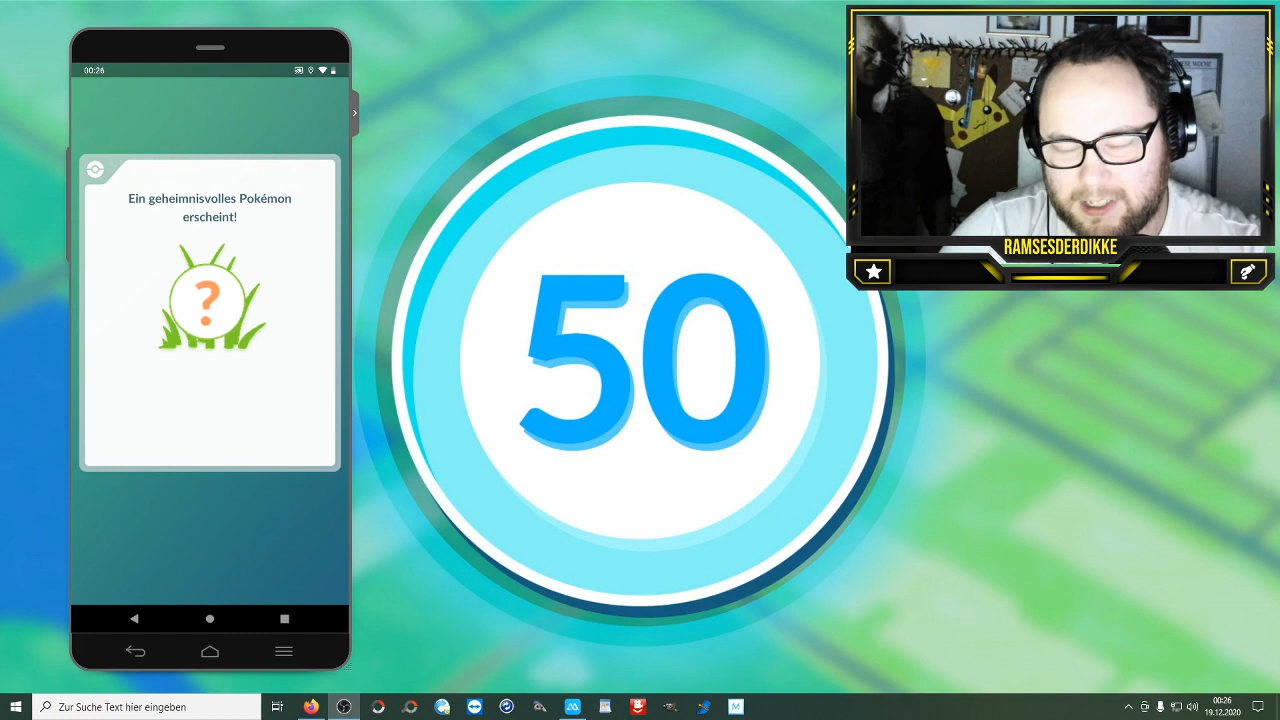 00:26
Ein geheimnisvolles Pokémon
erscheint!
?
50
RAMSESDERDIKKE
Zur Suche Text hier eingeben
M
00:26
19.12.2020